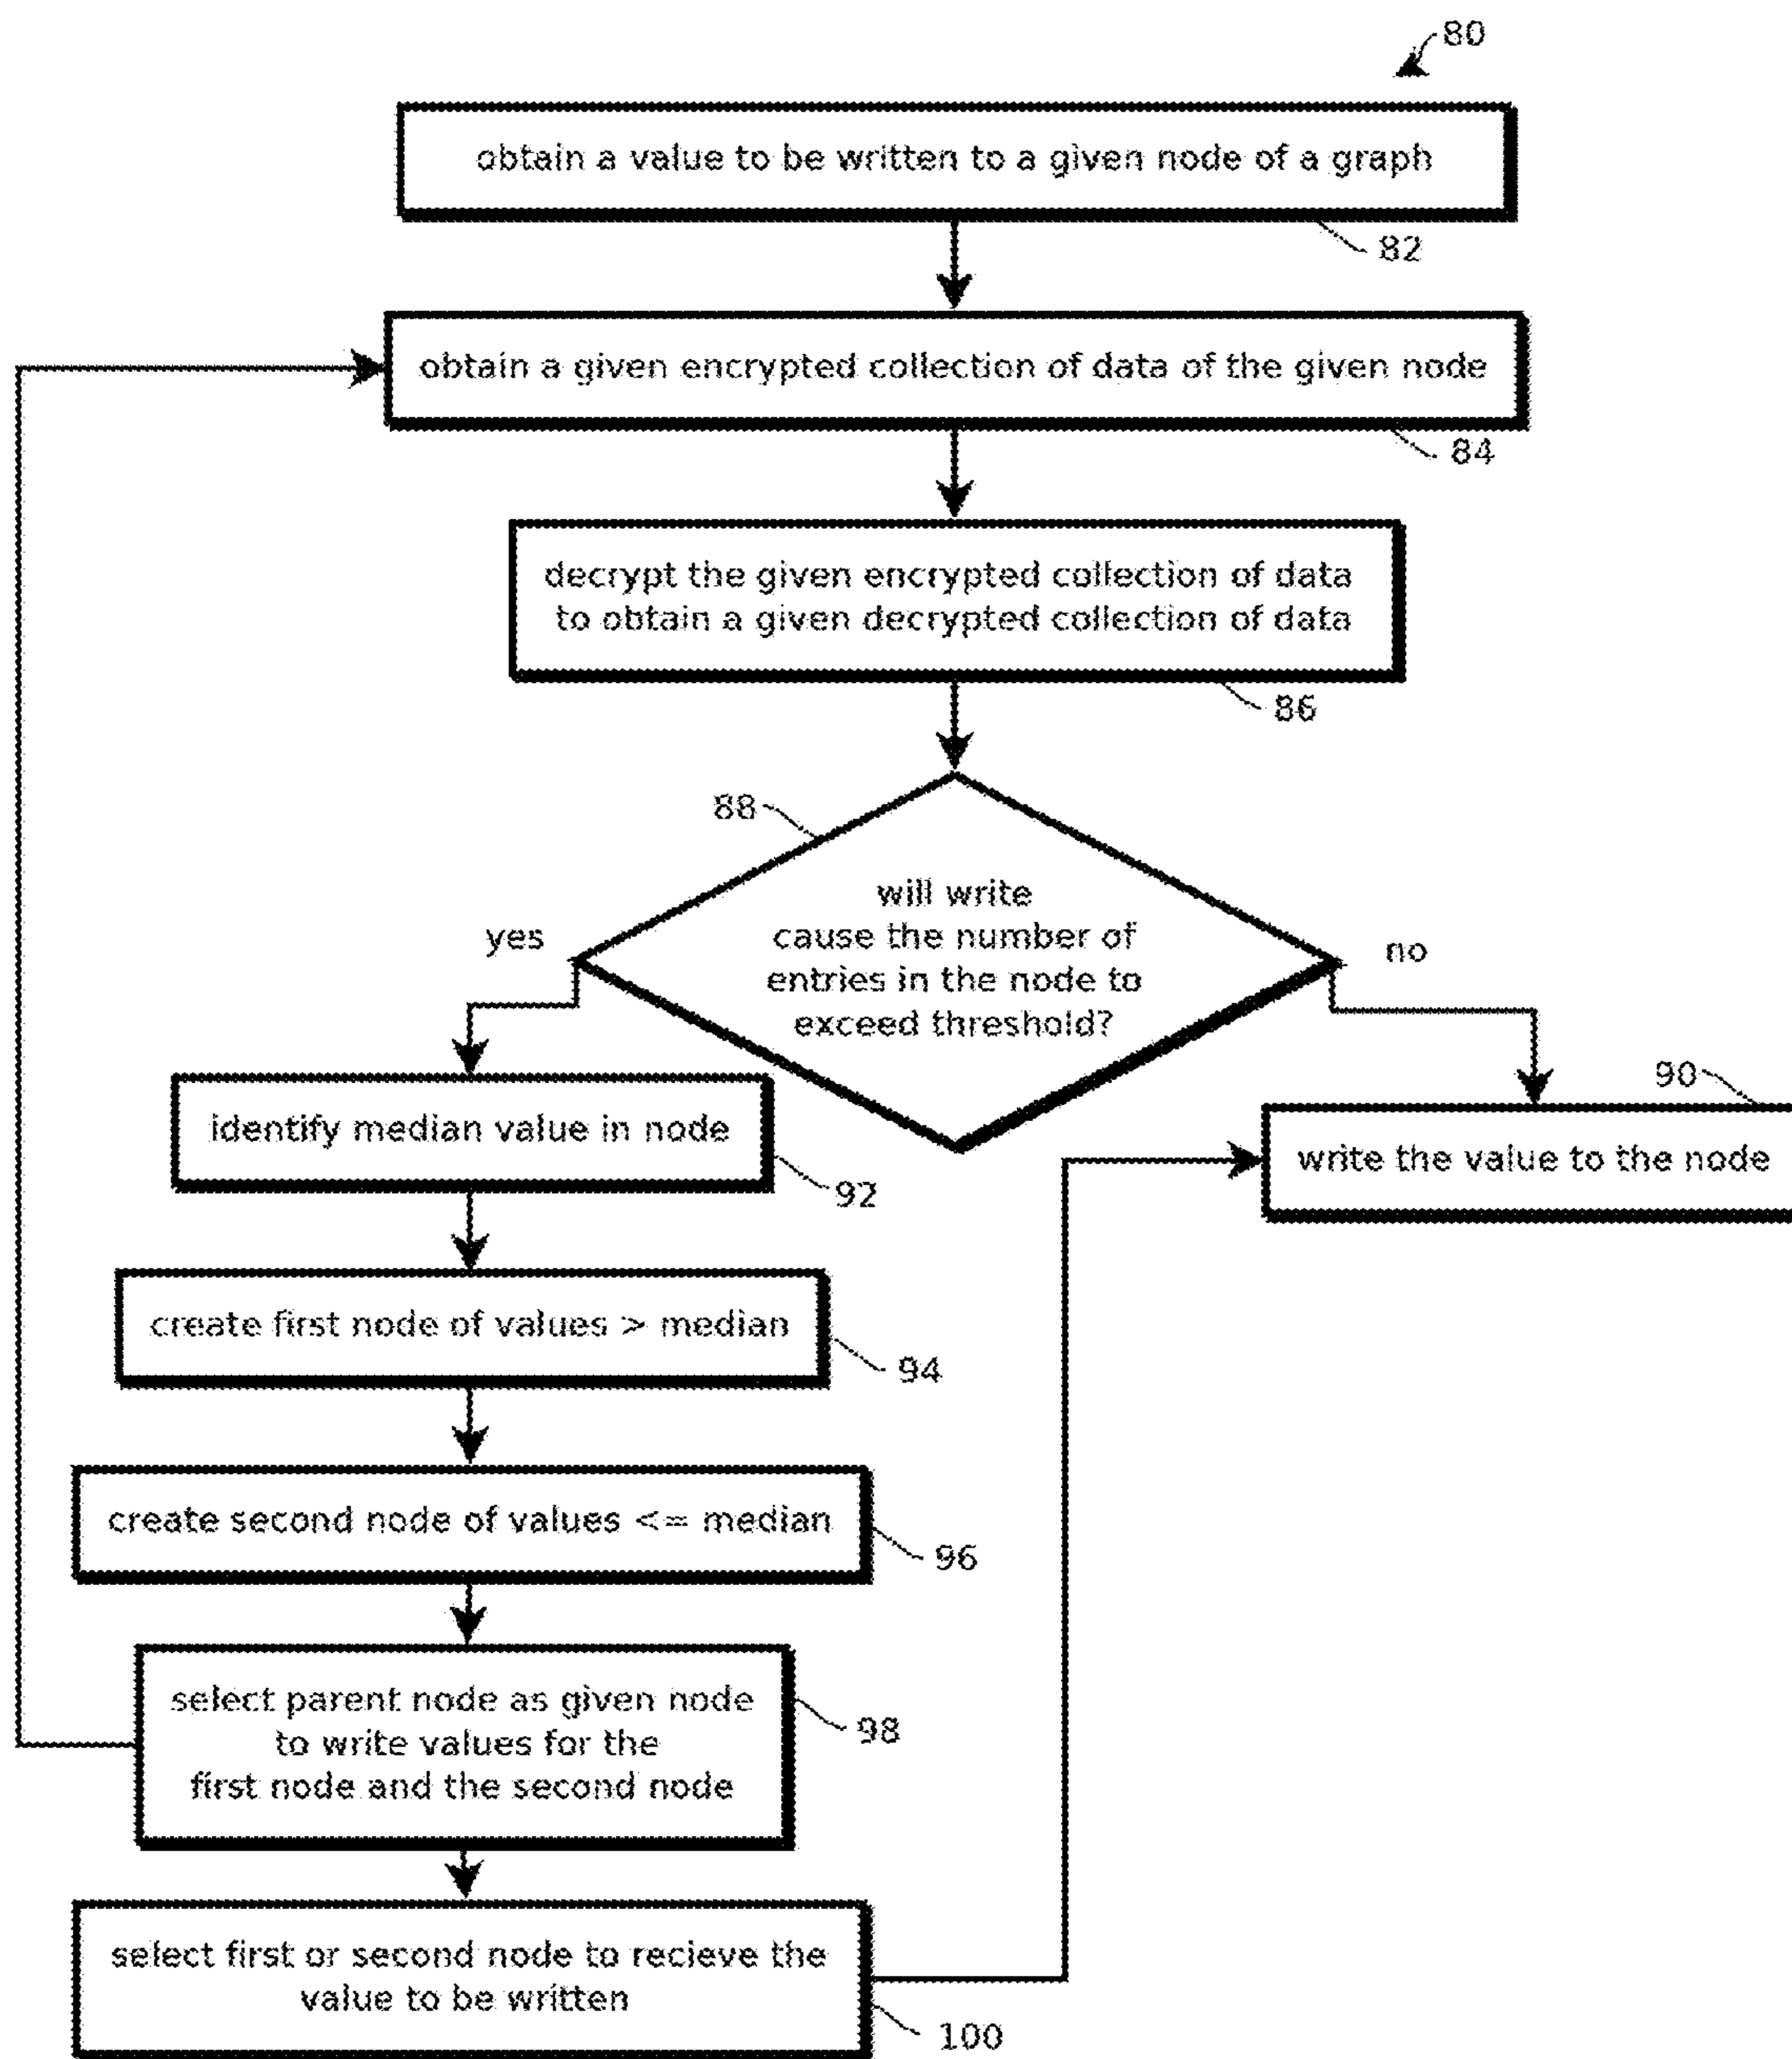 80
obtain a value to be written to a given node of a graph
82
obtain a given encrypted collection of data of the given node
84
decrypt the given encrypted collection of data
to obtain a given decrypted collection of data
86
88
will write
cause the number of
entries in the node to
exceed threshold?
yes
no
90
write the value to the node
identify median value in node
92
create first node of values > median
94
create second node of values <= median
96
select parent node as given node
to write values for the
first node and the second node
98
select first or second node to recieve the
value to be written
100